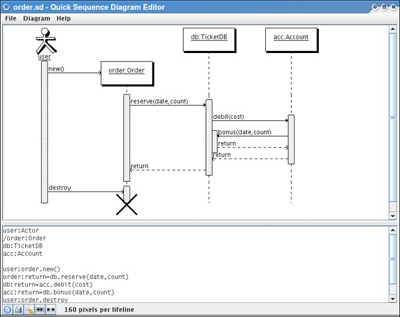 order.sd - Quick Sequence Diagram Editor
File Diagram Help
user
db:TicketDB
acc:Account
new()
order:Order
reserve(date,count)
debit(cost)
bonus(date,count)
return
return
return
destroy
user:Actor
/order:Order
db:TicketDB
acc:Account
user:order.new()
order:return=db.reserve(date,count)
db:return=acc.debit(cost)
acc:return=db.bonus(date,count)
user:order.destroy
160 pixels per lifeline